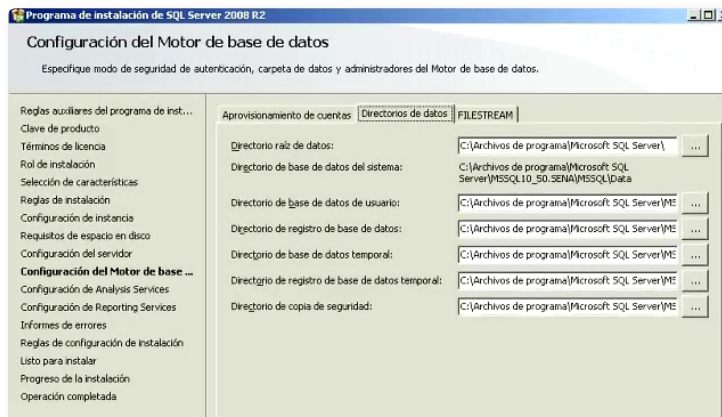 Programa de instalación de SQL Server 2008 R2
Configuración del Motor de base de datos
Especifique modo de seguridad de autenticación, carpeta de datos y administradores del Motor de base de datos.
Reglas auxiliares del programa de inst...
Clave de producto
Términos de licencia
Rol de instalación
Selección de características
Reglas de instalación
Configuración de instancia
Requisitos de espacio en disco
Configuración del servidor
Configuración del Motor de base ...
Configuración de Analysis Services
Configuración de Reporting Services
Informes de errores
Reglas de configuración de instalación
Listo para instalar
Progreso de la instalación
Operación completada
Aprovisionamiento de cuentas Directorios de datos FILESTREAM
Directorio raíz de datos: C:\Archivos de programa\Microsoft SQL Server\ ...
Directorio de base de datos del sistema: C:\Archivos de programa\Microsoft SQL
Server\MSSQL10_50.SENA\MSSQL\Data
Directorio de base de datos de usuario: C:\Archivos de programa\Microsoft SQL Server\MS ...
Directorio de registro de base de datos: C:\Archivos de programa\Microsoft SQL Server\MS ...
Directorio de base de datos temporal: C:\Archivos de programa\Microsoft SQL Server\MS ...
Directorio de registro de base de datos temporal: C:\Archivos de programa\Microsoft SQL Server\MS ...
Directorio de copia de seguridad: C:\Archivos de programa\Microsoft SQL Server\MS ...